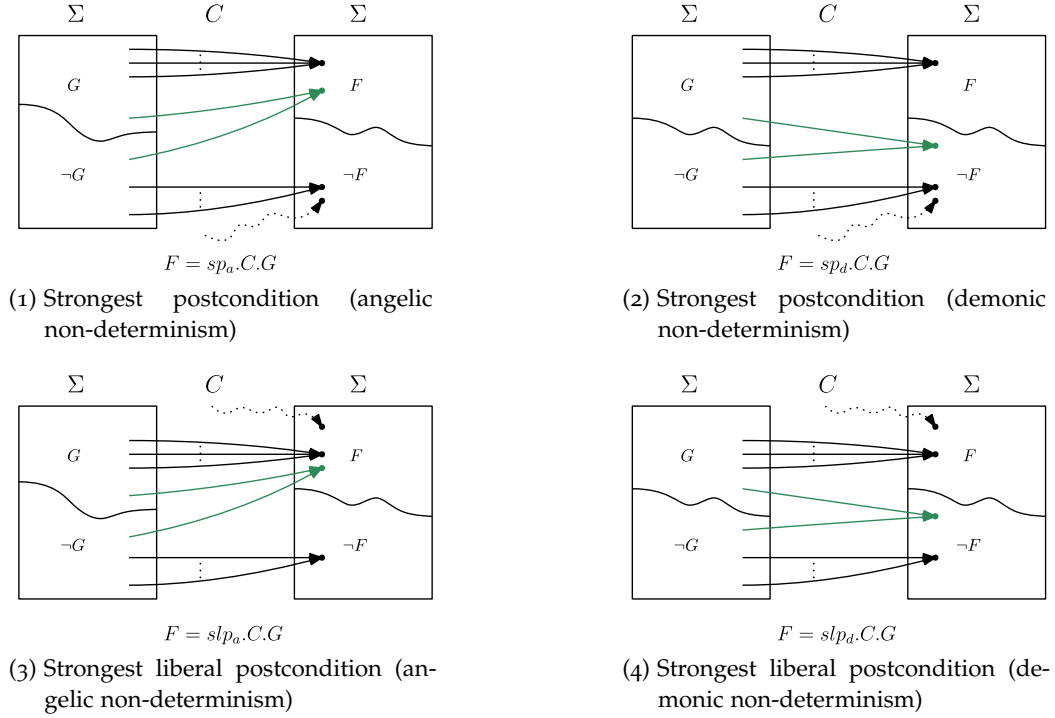 Σ C Σ
G F
¬G ¬F
F = sp_a.C.G
(1) Strongest postcondition (angelic
non-determinism)
Σ C Σ
G F
¬G ¬F
F = sp_d.C.G
(2) Strongest postcondition (demonic
non-determinism)
Σ C Σ
G F
¬G ¬F
F = slp_a.C.G
(3) Strongest liberal postcondition (an-
gelic non-determinism)
Σ C Σ
G F
¬G ¬F
F = slp_d.C.G
(4) Strongest liberal postcondition (de-
monic non-determinism)